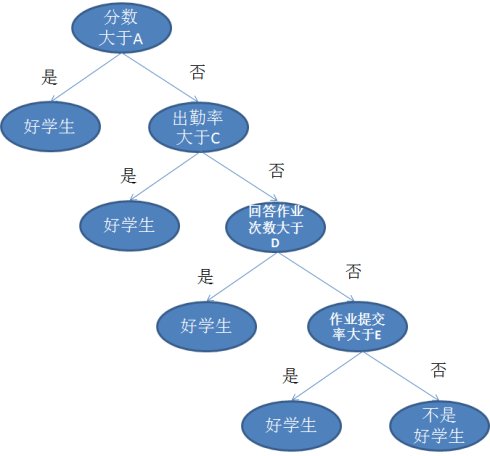 分数
大于A
是
否
好学生
出勤率
大于C
是
否
好学生
回答作业
次数大于
D
是
否
好学生
作业提交
率大于E
是
否
好学生
不是
好学生